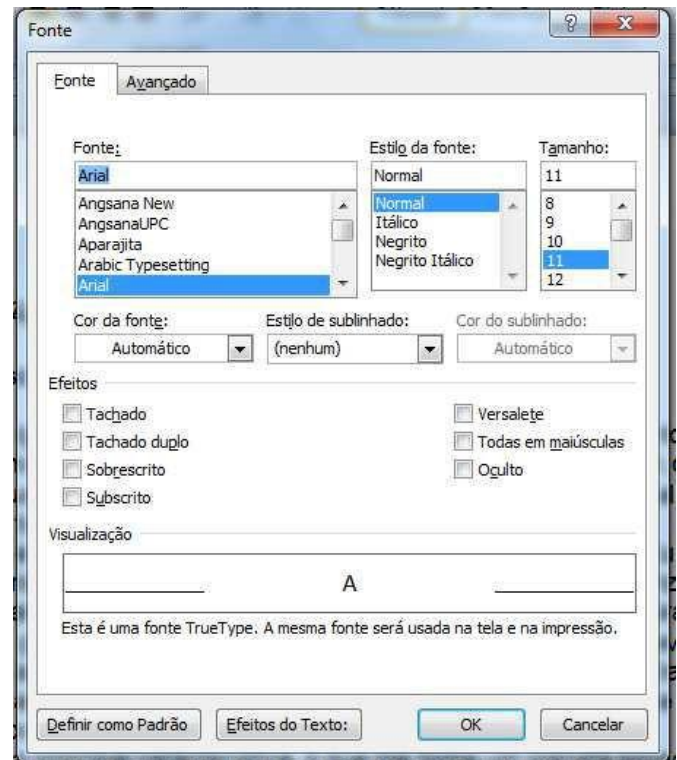 Fonte
Fonte Avançado
Fonte: Estilo da fonte: Tamanho:
Arial Normal 11
Angsana New Normal 8
AngsanaUPC Itálico 9
Aparajita Negrito 10
Arabic Typesetting Negrito Itálico 11
Arial 12
Cor da fonte: Estilo de sublinhado: Cor do sublinhado:
Automático (nenhum) Automático
Efeitos
Tachado Versalete
Tachado duplo Todas em maiúsculas
Sobrescrito Oculto
Subscrito
Visualização
A
Esta é uma fonte TrueType. A mesma fonte será usada na tela e na impressão.
Definir como Padrão Efeitos do Texto: OK Cancelar